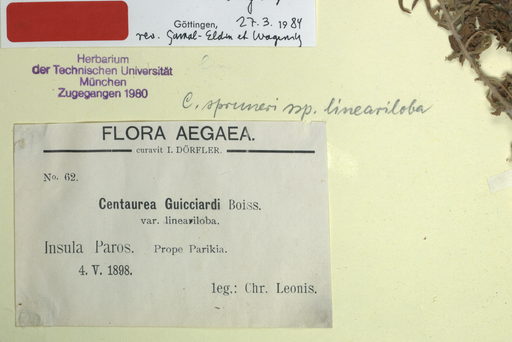 Göttingen, 27.3.1984
rev. Gamal-Eldin et Wagenitz
Herbarium
der Technischen Universität
München
Zugegangen 1980
C. spruneri ssp. lineariloba
FLORA AEGAEA.
curavit I. DÖRFLER.
No. 62.
Centaurea Guicciardi Boiss.
var. lineariloba.
Insula Paros. Prope Parikia.
4. V. 1898.
leg.: Chr. Leonis.